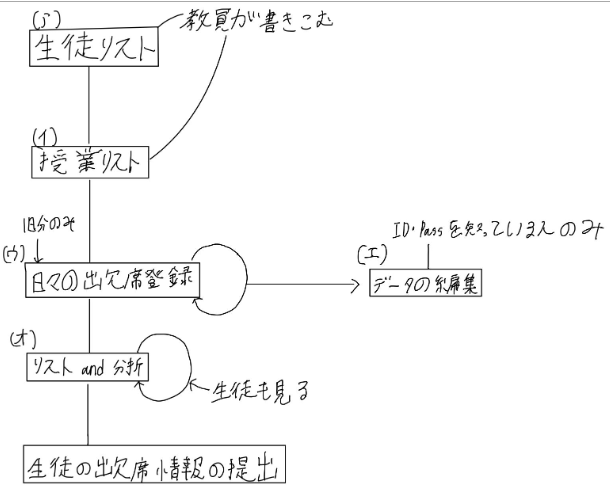 (ア)
教員が書きこむ
生徒リスト
(イ)
授業リスト
1日分のみ
(ウ)
日々の出欠席登録
ID・Passを知っている人のみ
(エ)
データの編集
(オ)
リスト and 分折
生徒も見る
生徒の出欠席情報の提出